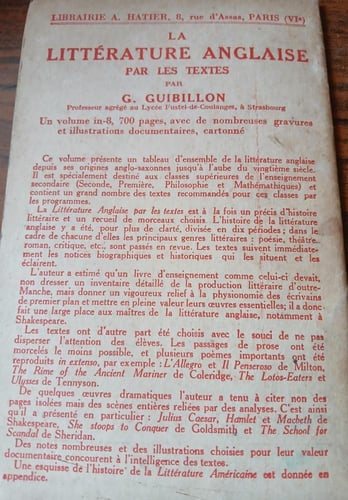 LIBRAIRIE A. HATIER, 8, rue d'Assas, PARIS (VIe)
LA
LITTÉRATURE ANGLAISE
PAR LES TEXTES
PAR
G. GUIBILLON
Professeur agrégé au Lycée Fustel-de-Coulanges, à Strasbourg
Un volume in-8, 700 pages, avec de nombreuses gravures
et illustrations documentaires, cartonné
Ce volume présente un tableau d'ensemble de la littérature anglaise
depuis ses origines anglo-saxonnes jusqu'à l'aube du vingtième siècle.
Il est spécialement destiné aux classes supérieures de l'enseignement
secondaire (Seconde, Première, Philosophie et Mathématiques) et
contient un grand nombre des textes recommandés pour ces classes par
les programmes.
La Littérature Anglaise par les textes est à la fois un précis d'histoire
littéraire et un recueil de morceaux choisis. L'histoire de la littérature
anglaise y a été, pour plus de clarté, divisée en dix périodes ; dans le
cadre de chacune d'elles les principaux genres littéraires : poésie, théâtre,
roman, critique, etc., sont passés en revue. Les textes suivent immédiate-
ment les notices biographiques et historiques qui les situent et les
éclairent.
L'auteur a estimé qu'un livre d'enseignement comme celui-ci devait,
non dresser un inventaire détaillé de la production littéraire d'outre-
Manche, mais donner un vigoureux relief à la physionomie des écrivains
de premier plan et mettre en pleine valeur leurs œuvres essentielles; il a donc
fait une large place aux maîtres de la littérature anglaise, notamment à
Shakespeare.
Les textes ont d'autre part été choisis avec le souci de ne pas
disperser l'attention des élèves. Les passages de prose ont été
morcelés le moins possible, et plusieurs poèmes importants ont été
reproduits in extenso, par exemple : L'Allegro et Il Penseroso de Milton,
The Rime of the Ancient Mariner de Coleridge, The Lotos-Eaters et
Ulysses de Tennyson.
De quelques œuvres dramatiques l'auteur a tenu à citer non des
pages isolées mais des scènes entières reliées par des analyses. C'est ainsi
qu'il a présenté en particulier : Julius Caesar, Hamlet et Macbeth de
Shakespeare, She stoops to Conquer de Goldsmith et The School for
Scandal de Sheridan.
Des notes nombreuses et des illustrations choisies pour leur valeur
documentaire concourent à l'intelligence des textes.
Une esquisse de l'histoire de la Littérature Américaine est donnée en
appendice.